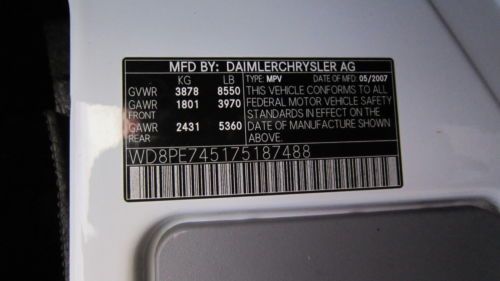 MFD BY: DAIMLERCHRYSLER AG
KG LB TYPE: MPV DATE OF MFD: 05/2007
GVWR 3878 8550 THIS VEHICLE CONFORMS TO ALL
GAWR 1801 3970 FEDERAL MOTOR VEHICLE SAFETY
FRONT STANDARDS IN EFFECT ON THE
GAWR 2431 5360 DATE OF MANUFACTURE SHOWN
REAR ABOVE
WD8PE745175187488